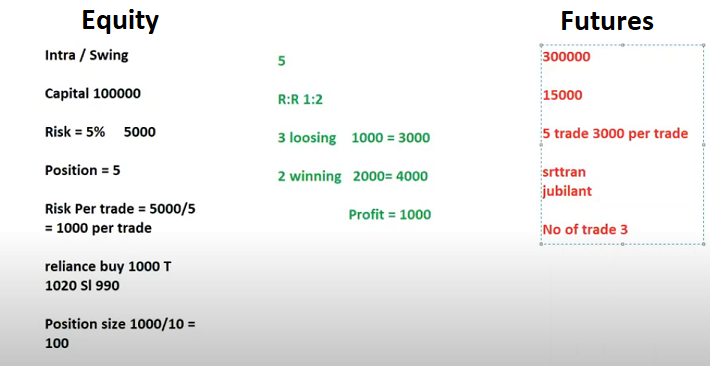 Equity
Intra / Swing
Capital 100000
Risk = 5% 5000
Position = 5
Risk Per trade = 5000/5
= 1000 per trade
reliance buy 1000 T
1020 Sl 990
Position size 1000/10 =
100
5
R:R 1:2
3 loosing 1000 = 3000
2 winning 2000= 4000
Profit = 1000
Futures
300000
15000
5 trade 3000 per trade
srttran
jubilant
No of trade 3